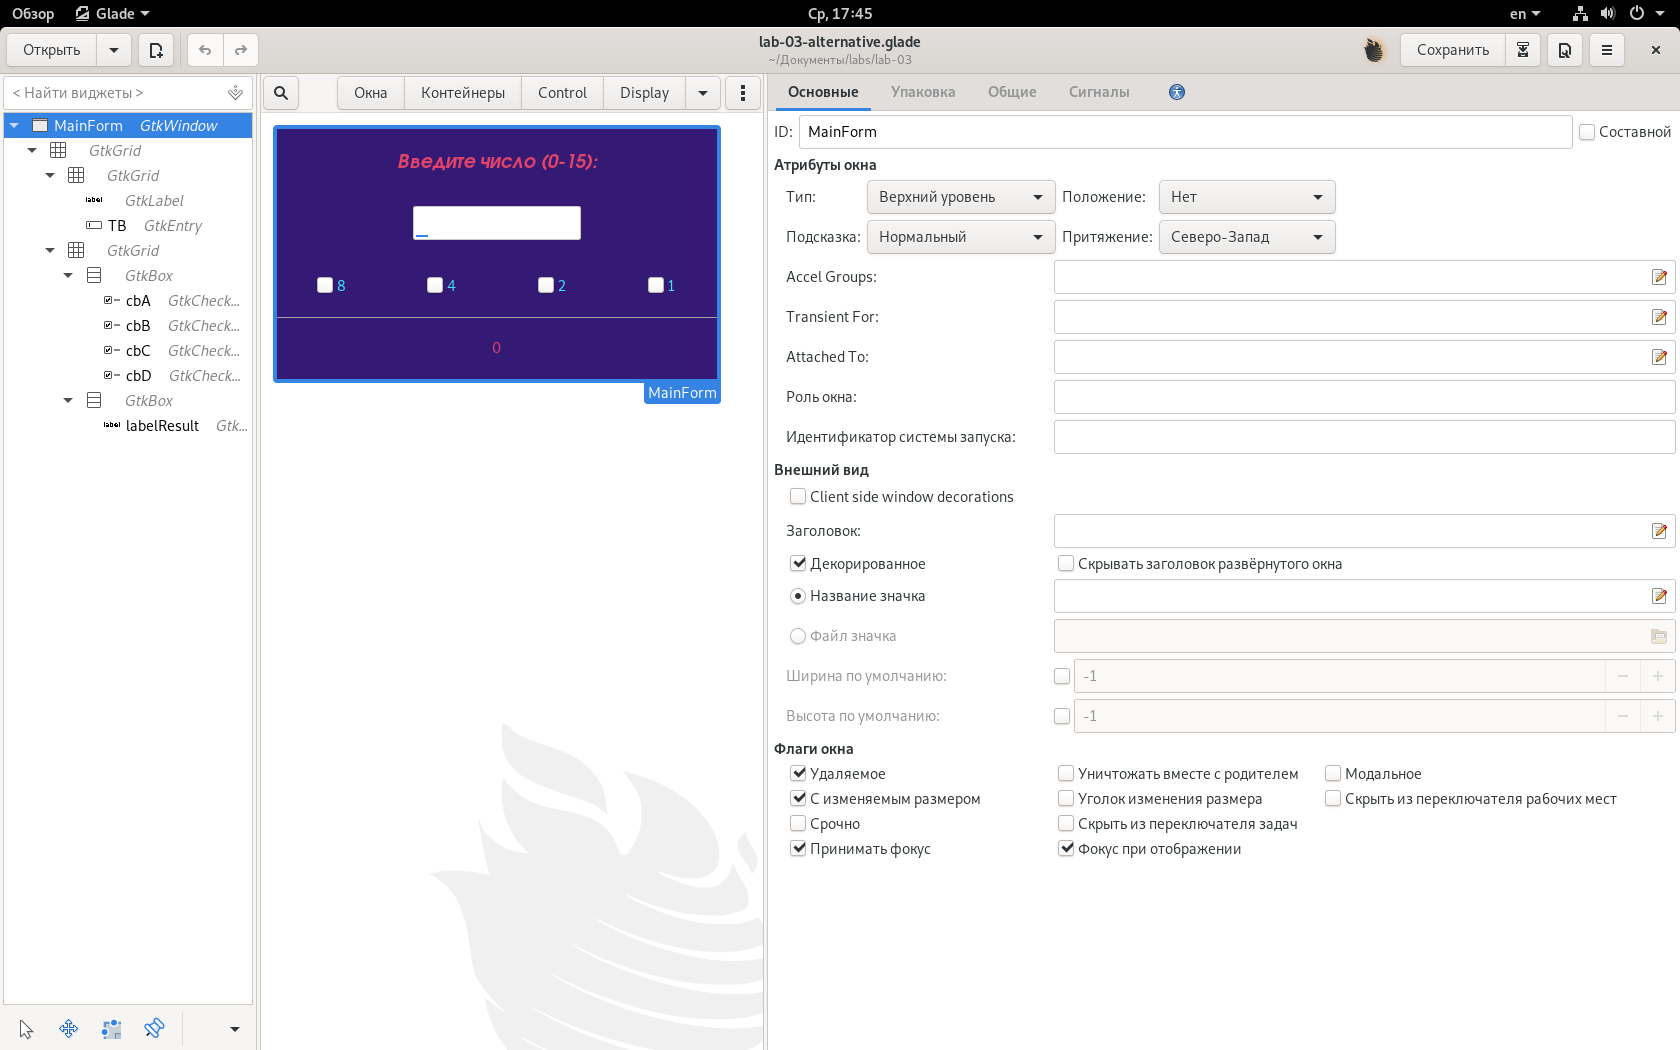 Обзор
Glade
Ср, 17:45
en
Открыть
lab-03-alternative.glade
~/Документы/labs/lab-03
Сохранить
< Найти виджеты >
MainForm GtkWindow
GtkGrid
GtkGrid
label GtkLabel
TB GtkEntry
GtkGrid
GtkBox
cbA GtkCheck...
cbB GtkCheck...
cbC GtkCheck...
cbD GtkCheck...
GtkBox
label labelResult Gtk...
Окна
Контейнеры
Control
Display
Введите число (0-15):
8
4
2
1
0
MainForm
Основные
Упаковка
Общие
Сигналы
ID: MainForm
Составной
Атрибуты окна
Тип: Верхний уровень Положение: Нет
Подсказка: Нормальный Притяжение: Северо-Запад
Accel Groups:
Transient For:
Attached To:
Роль окна:
Идентификатор системы запуска:
Внешний вид
Client side window decorations
Заголовок:
Декорированное Скрывать заголовок развёрнутого окна
Название значка
Файл значка
Ширина по умолчанию: -1
Высота по умолчанию: -1
Флаги окна
Удаляемое Уничтожать вместе с родителем Модальное
С изменяемым размером Уголок изменения размера Скрыть из переключателя рабочих мест
Срочно Скрыть из переключателя задач
Принимать фокус Фокус при отображении